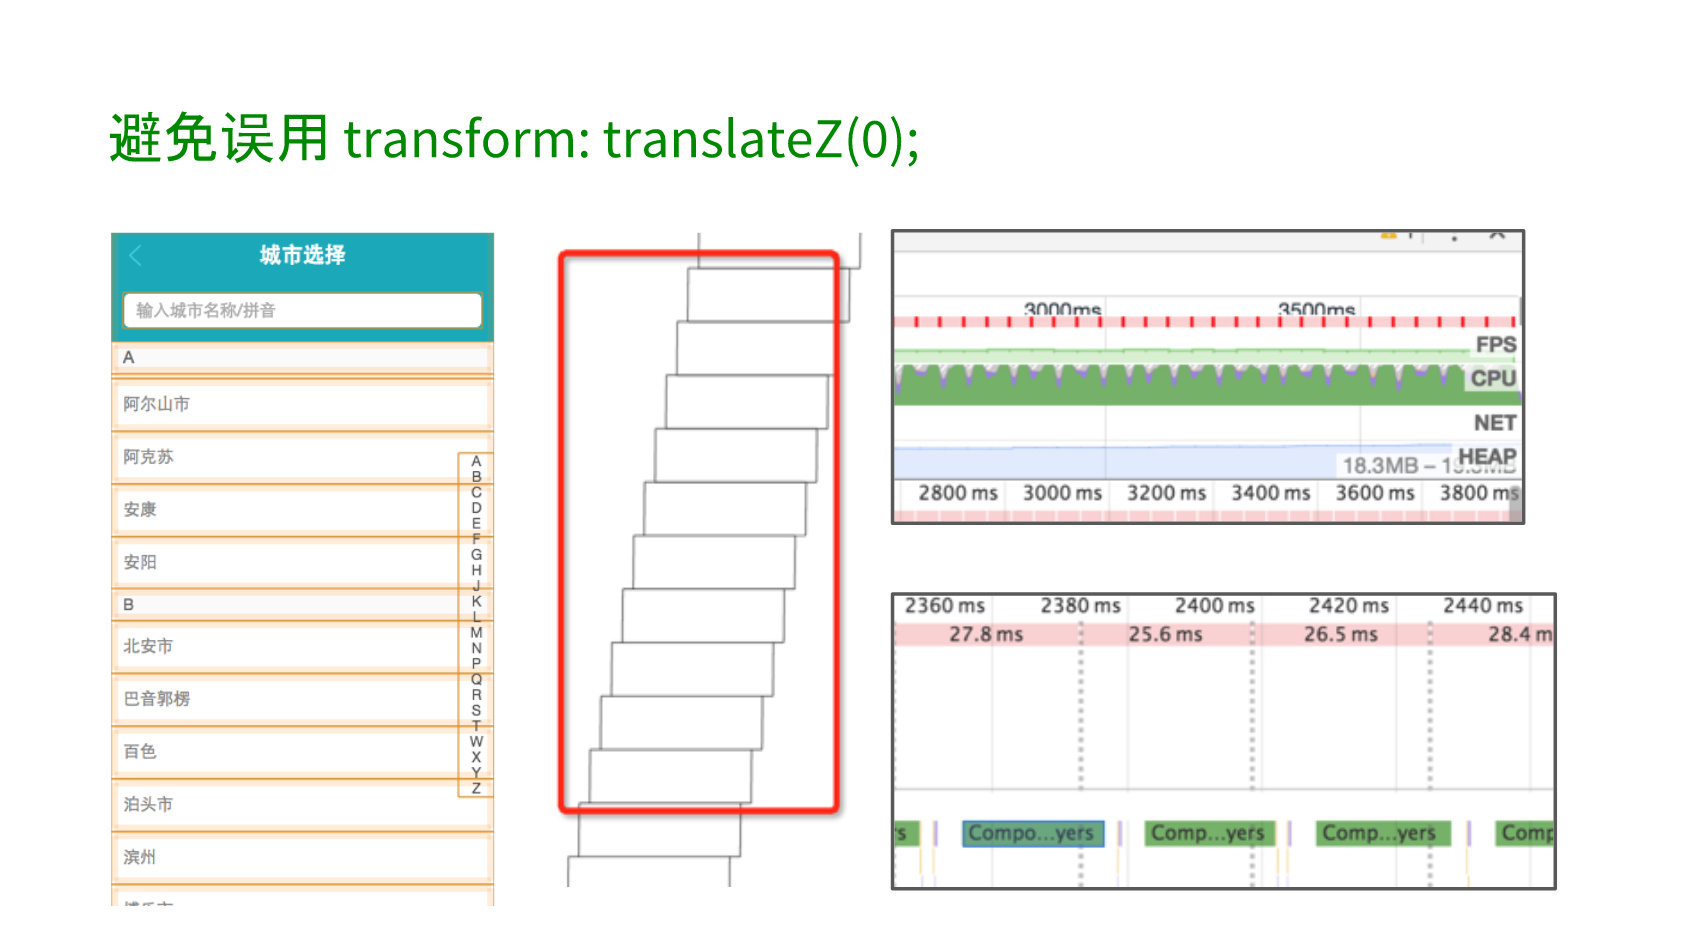 避免误用 transform: translateZ(0);
城市选择
输入城市名称/拼音
A
阿尔山市
阿克苏
安康
安阳
B
北安市
巴音郭楞
百色
泊头市
滨州
A
B
C
D
E
F
G
H
J
K
L
M
N
P
Q
R
S
T
W
X
Y
Z
3000ms 3500ms
FPS
CPU
NET
HEAP
18.3MB – 19.3MB
2800 ms 3000 ms 3200 ms 3400 ms 3600 ms 3800 ms
2360 ms 2380 ms 2400 ms 2420 ms 2440 ms
27.8 ms 25.6 ms 26.5 ms 28.4 m
s Compo...yers Comp...yers Comp...yers Comp